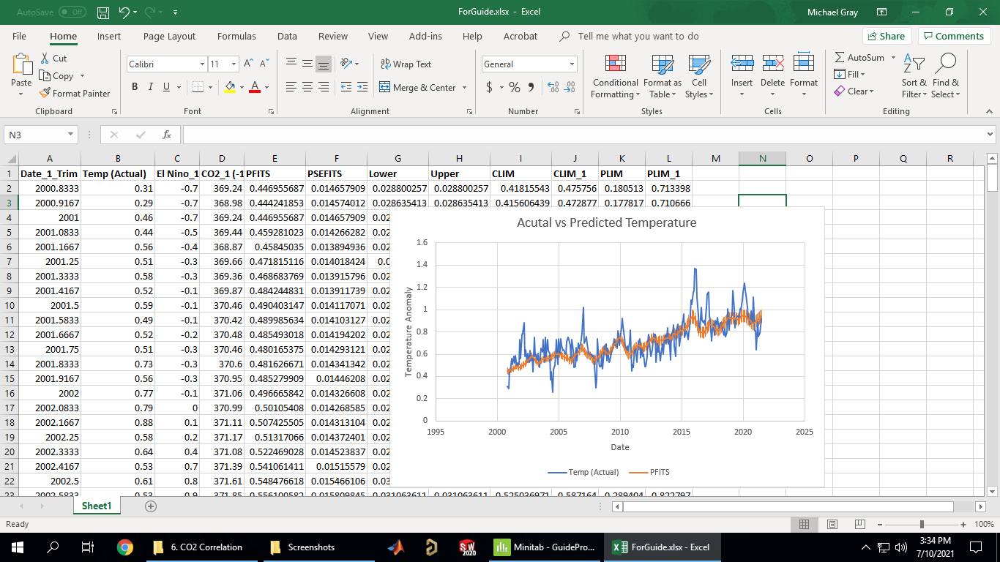 AutoSave Off ForGuide.xlsx - Excel Michael Gray
File Home Insert Page Layout Formulas Data Review View Add-ins Help Acrobat Tell me what you want to do Share Comments
Paste Cut Copy Format Painter
Calibri 11 B I U A
Wrap Text Merge & Center
General $ % 9
Conditional Formatting Format as Table Cell Styles
Insert Delete Format
AutoSum Fill Clear Sort & Filter Find & Select
Clipboard Font Alignment Number Styles Cells Editing
N3 fx
A B C D E F G H I J K L M N O P Q R
1 Date_1_Trim Temp (Actual) El Nino_1 CO2_1 (-1 PFITS PSEFITS Lower Upper CLIM CLIM_1 PLIM PLIM_1
2 2000.8333 0.31 -0.7 369.24 0.446955687 0.014657909 0.028800257 0.028800257 0.41815543 0.475756 0.180513 0.713398
3 2000.9167 0.29 -0.7 368.98 0.444241853 0.014574012 0.028635413 0.028635413 0.415606439 0.472877 0.177817 0.710666
4 2001 0.46 -0.7 369.24 0.446955687 0.014657909 0.02
5 2001.0833 0.44 -0.5 369.44 0.459281023 0.014266282 0.02
6 2001.1667 0.56 -0.4 368.87 0.45845035 0.013894936 0.02
7 2001.25 0.51 -0.3 369.66 0.471815116 0.014018424 0.0
8 2001.3333 0.58 -0.3 369.36 0.468683769 0.013915796 0.02
9 2001.4167 0.52 -0.1 369.87 0.484244831 0.013911739 0.02
10 2001.5 0.59 -0.1 370.46 0.490403147 0.014117071 0.02
11 2001.5833 0.49 -0.1 370.42 0.489985634 0.014103127 0.02
12 2001.6667 0.52 -0.2 370.48 0.485493018 0.014194202 0.02
13 2001.75 0.51 -0.3 370.46 0.480165375 0.014293121 0.02
14 2001.8333 0.73 -0.3 370.6 0.481626671 0.014341342 0.02
15 2001.9167 0.56 -0.3 370.95 0.485279909 0.01446208 0.02
16 2002 0.77 -0.1 371.06 0.496665842 0.014326608 0.02
17 2002.0833 0.79 0 370.99 0.50105408 0.014268585 0.02
18 2002.1667 0.88 0.1 371.11 0.507425505 0.014313104 0.02
19 2002.25 0.58 0.2 371.17 0.51317066 0.014372401 0.02
20 2002.3333 0.64 0.4 371.08 0.522469028 0.014523837 0.02
21 2002.4167 0.53 0.7 371.39 0.541061411 0.01515579 0.02
22 2002.5 0.61 0.8 371.61 0.548476618 0.015466106 0.03
23 2002.5833 0.53 0.9 371.85 0.556100582 0.015809845 0.031063611 0.031063611 0.525036971 0.587164 0.289404 0.822797
Acutal vs Predicted Temperature
Temperature Anomaly
1.6
1.4
1.2
1
0.8
0.6
0.4
0.2
0
1995 2000 2005 2010 2015 2020 2025
Date
Temp (Actual) PFITS
Sheet1
Ready 100%
6. CO2 Correlation Screenshots SW 2020 Minitab - GuidePro... ForGuide.xlsx - Excel 3:34 PM
7/10/2021